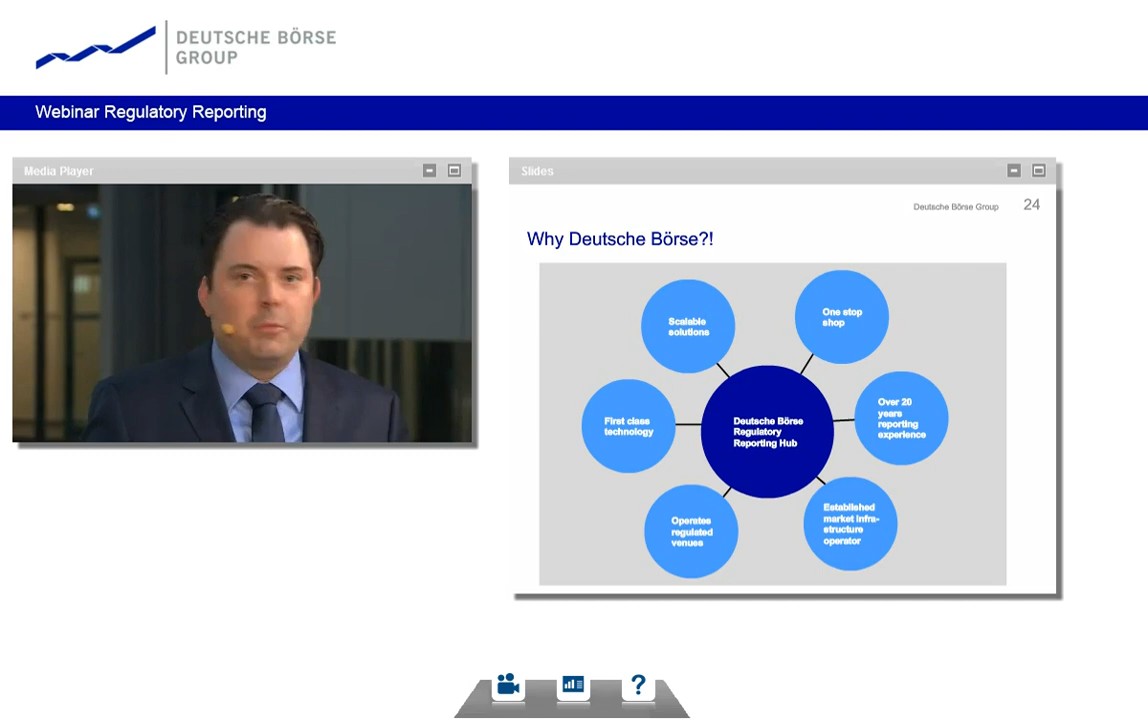 DEUTSCHE BÖRSE
GROUP
Webinar Regulatory Reporting
Media Player
Slides
Deutsche Börse Group
24
Why Deutsche Börse?!
Scalable
solutions
One stop
shop
First class
technology
Deutsche Börse
Regulatory
Reporting Hub
Over 20
years
reporting
experience
Operates
regulated
venues
Established
market infra-
structure
operator
?